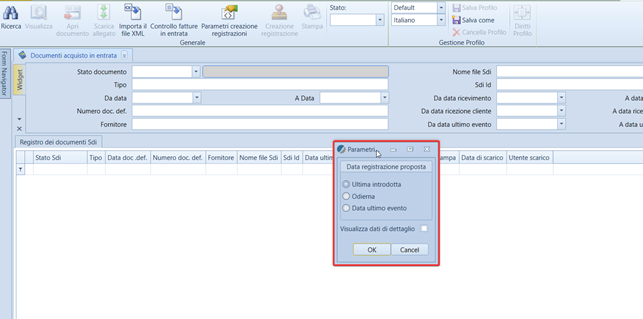 Ricerca Visualizza Apri documento Scarica allegato Importa il file XML Controllo fatture in entrata Parametri creazione registrazioni Creazione registrazione Stampa
Stato:
Generale
Default
Italiano
Salva Profilo
Salva come
Cancella Profilo
Diritti Profilo
Gestione Profilo
Form Navigator
Documenti acquisto in entrata
Widget
Stato documento
Nome file Sdi
Tipo
Sdi Id
Da data
A Data
Da data ricevimento
A data
Numero doc. def.
Da data ricezione cliente
A data rice
Fornitore
Da data ultimo evento
A data u
Registro dei documenti Sdi
Stato Sdi Tipo Data doc. def. Numero doc. def. Fornitore Nome file Sdi Sdi Id Data ultim ampa Data di scarico Utente scarico
Parametri
Data registrazione proposta
Ultima introdotta
Odierna
Data ultimo evento
Visualizza dati di dettaglio
OK Cancel